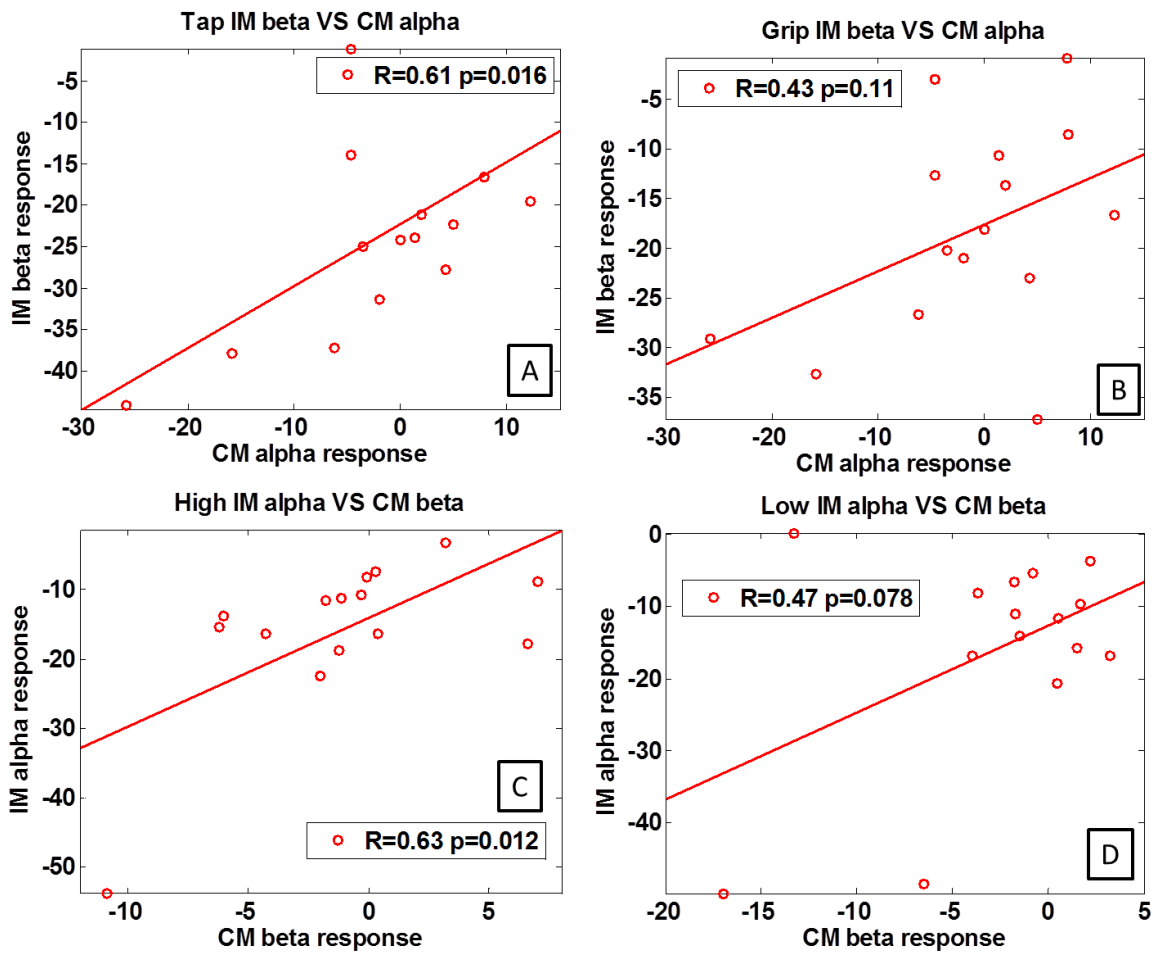 Tap IM beta VS CM alpha
R=0.61 p=0.016
IM beta response
-5
-10
-15
-20
-25
-30
-35
-40
A
-30 -20 -10 0 10
CM alpha response
Grip IM beta VS CM alpha
R=0.43 p=0.11
IM beta response
-5
-10
-15
-20
-25
-30
-35
B
-30 -20 -10 0 10
CM alpha response
High IM alpha VS CM beta
IM alpha response
-10
-20
-30
-40
-50
C
R=0.63 p=0.012
-10 -5 0 5
CM beta response
Low IM alpha VS CM beta
R=0.47 p=0.078
IM alpha response
0
-10
-20
-40
D
-20 -15 -10 -5 0 5
CM beta response